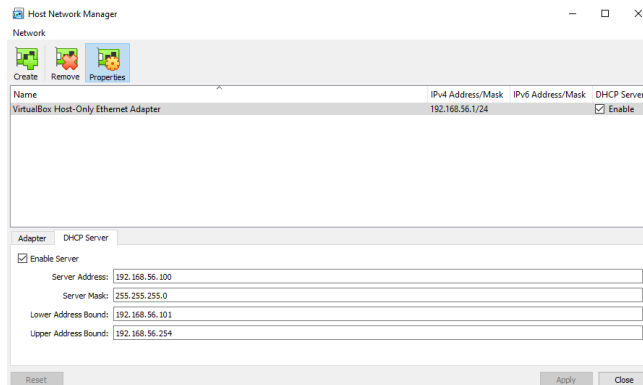 Host Network Manager
Network
Create Remove Properties
Name IPv4 Address/Mask IPv6 Address/Mask DHCP Server
VirtualBox Host-Only Ethernet Adapter 192.168.56.1/24 Enable
Adapter DHCP Server
Enable Server
Server Address: 192.168.56.100
Server Mask: 255.255.255.0
Lower Address Bound: 192.168.56.101
Upper Address Bound: 192.168.56.254
Reset Apply Close